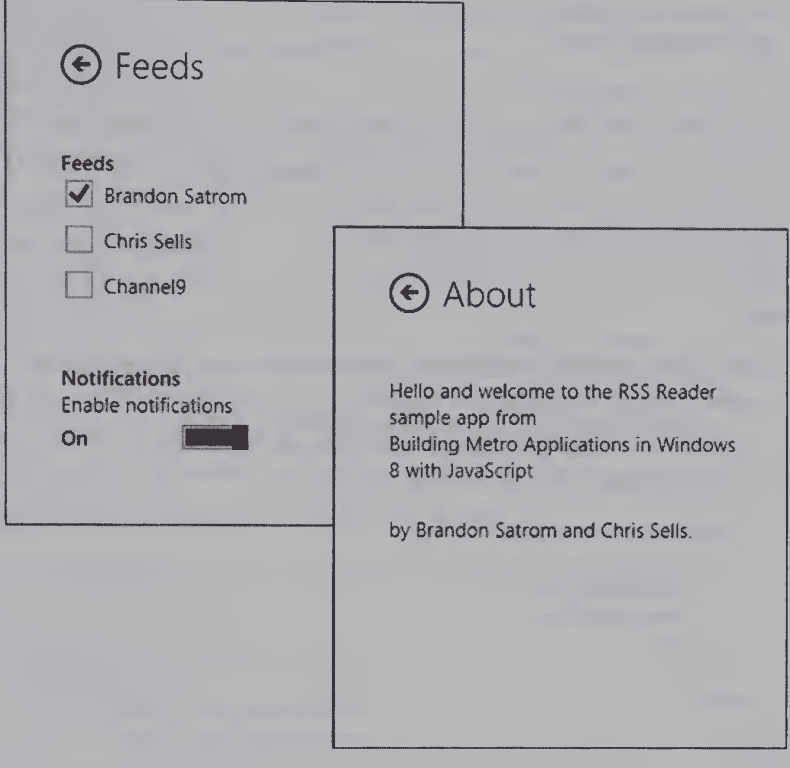 Feeds
Feeds
Brandon Satrom
Chris Sells
Channel9
Notifications
Enable notifications
On
About
Hello and welcome to the RSS Reader
sample app from
Building Metro Applications in Windows
8 with JavaScript
by Brandon Satrom and Chris Sells.